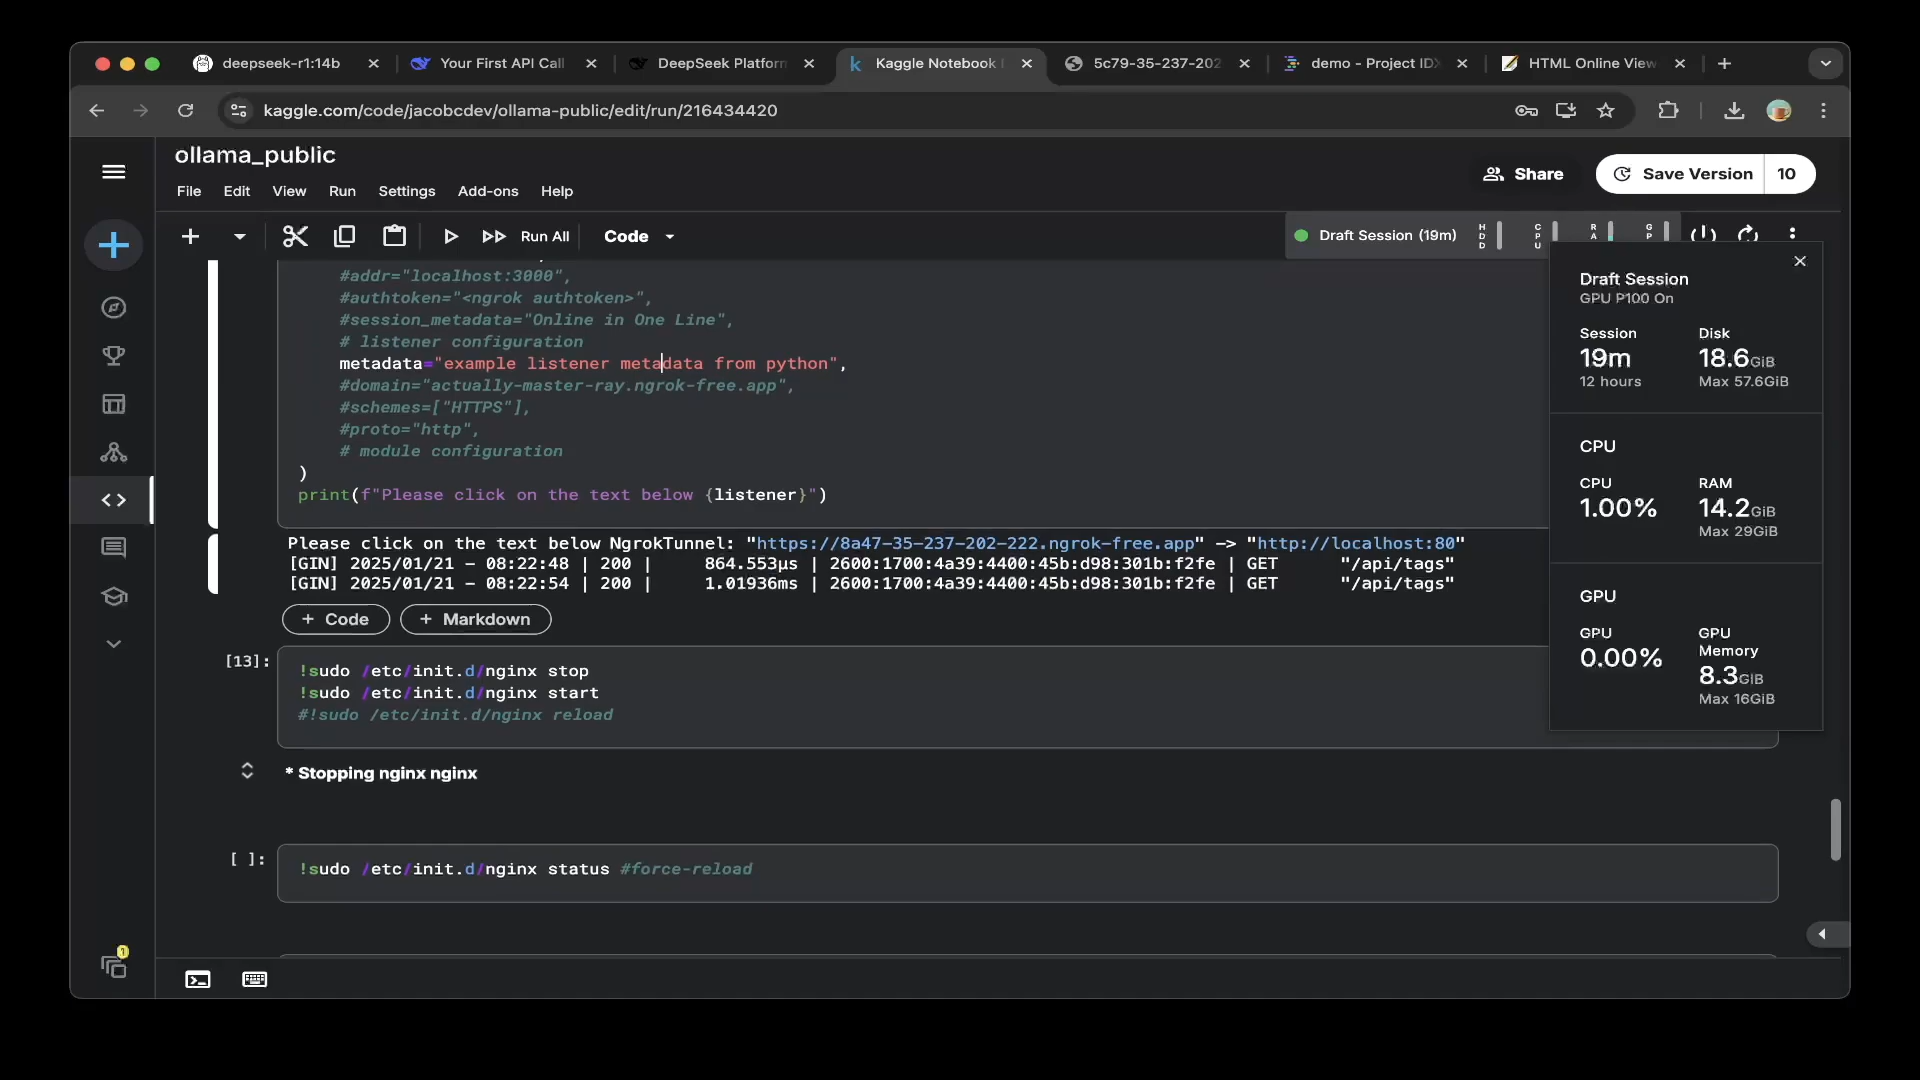 deepseek-r1:14b
Your First API Call
DeepSeek Platform
Kaggle Notebook
5c79-35-237-202
demo - Project IDX
HTML Online View
kaggle.com/code/jacobcdev/ollama-public/edit/run/216434420
ollama_public
File Edit View Run Settings Add-ons Help
Share
Save Version 10
Run All
Code
Draft Session (19m)
HDD
CPU
RA
GP
#addr="localhost:3000",
#authtoken="<ngrok authtoken>",
#session_metadata="Online in One Line",
# listener configuration
metadata="example listener metadata from python",
#domain="actually-master-ray.ngrok-free.app",
#schemes=["HTTPS"],
#proto="http",
# module configuration
)
print(f"Please click on the text below {listener}")
Please click on the text below NgrokTunnel: "https://8a47-35-237-202-222.ngrok-free.app" -> "http://localhost:80"
[GIN] 2025/01/21 - 08:22:48 | 200 | 864.553µs | 2600:1700:4a39:4400:45b:d98:301b:f2fe | GET "/api/tags"
[GIN] 2025/01/21 - 08:22:54 | 200 | 1.01936ms | 2600:1700:4a39:4400:45b:d98:301b:f2fe | GET "/api/tags"
+ Code
+ Markdown
[13]:
!sudo /etc/init.d/nginx stop
!sudo /etc/init.d/nginx start
#!sudo /etc/init.d/nginx reload
* Stopping nginx nginx
[ ]:
!sudo /etc/init.d/nginx status #force-reload
Draft Session
GPU P100 On
Session
19m
12 hours
Disk
18.6GiB
Max 57.6GiB
CPU
CPU
1.00%
RAM
14.2GiB
Max 29GiB
GPU
GPU
0.00%
GPU
Memory
8.3GiB
Max 16GiB
1